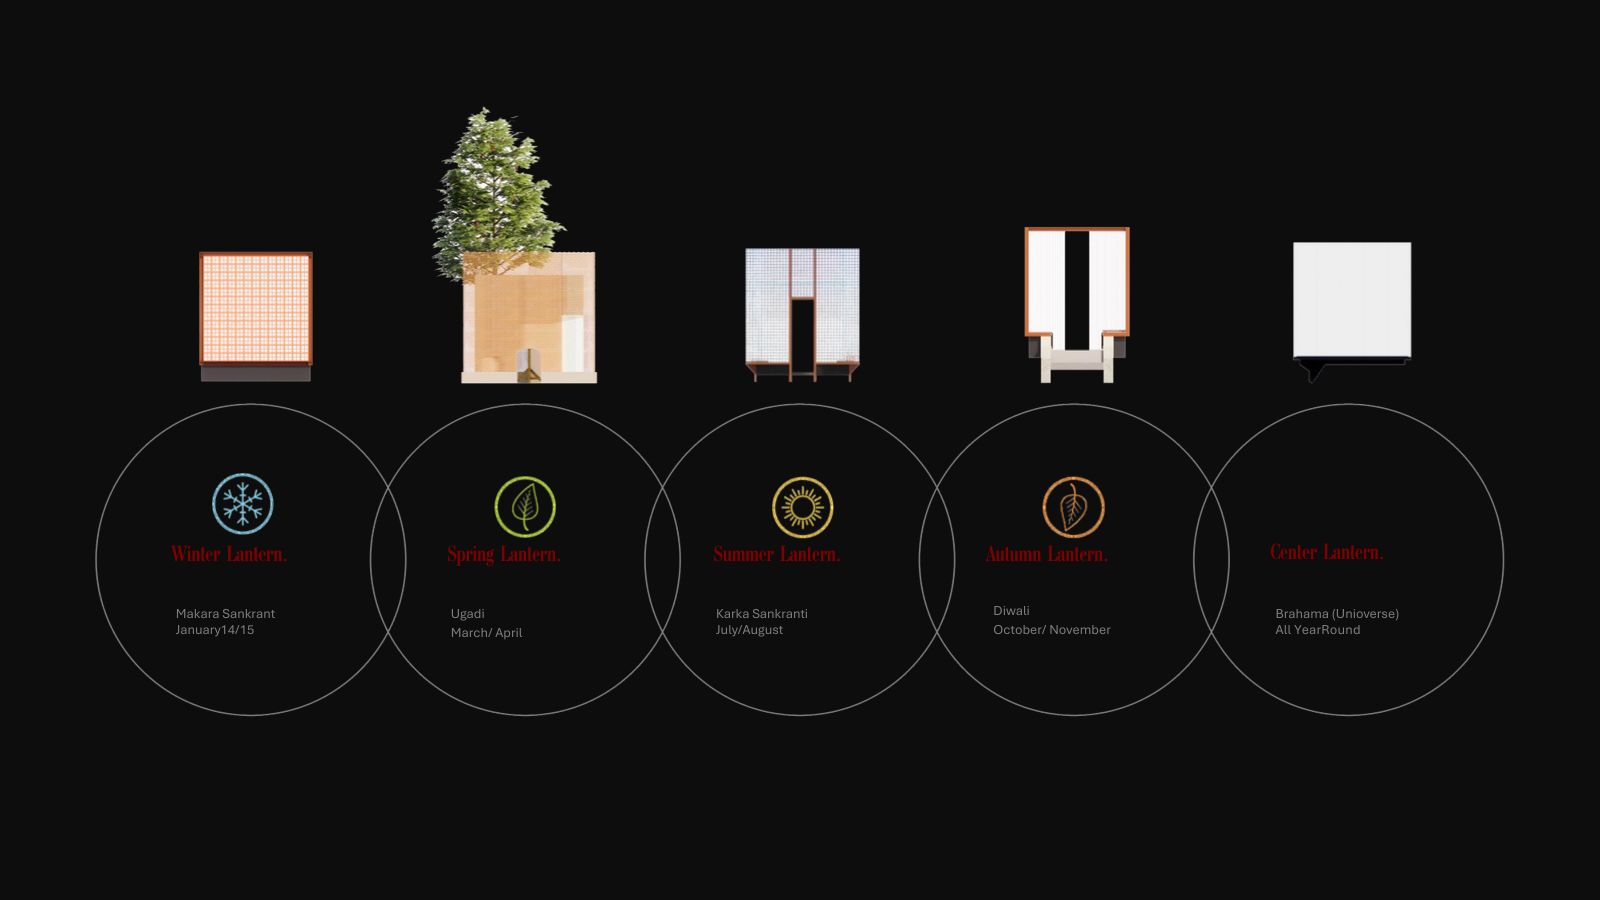 Winter Lantern.
Makara Sankrant
January14/15
Spring Lantern.
Ugadi
March/ April
Summer Lantern.
Karka Sankranti
July/August
Autumn Lantern.
Diwali
October/ November
Center Lantern.
Brahama (Unioverse)
All YearRound